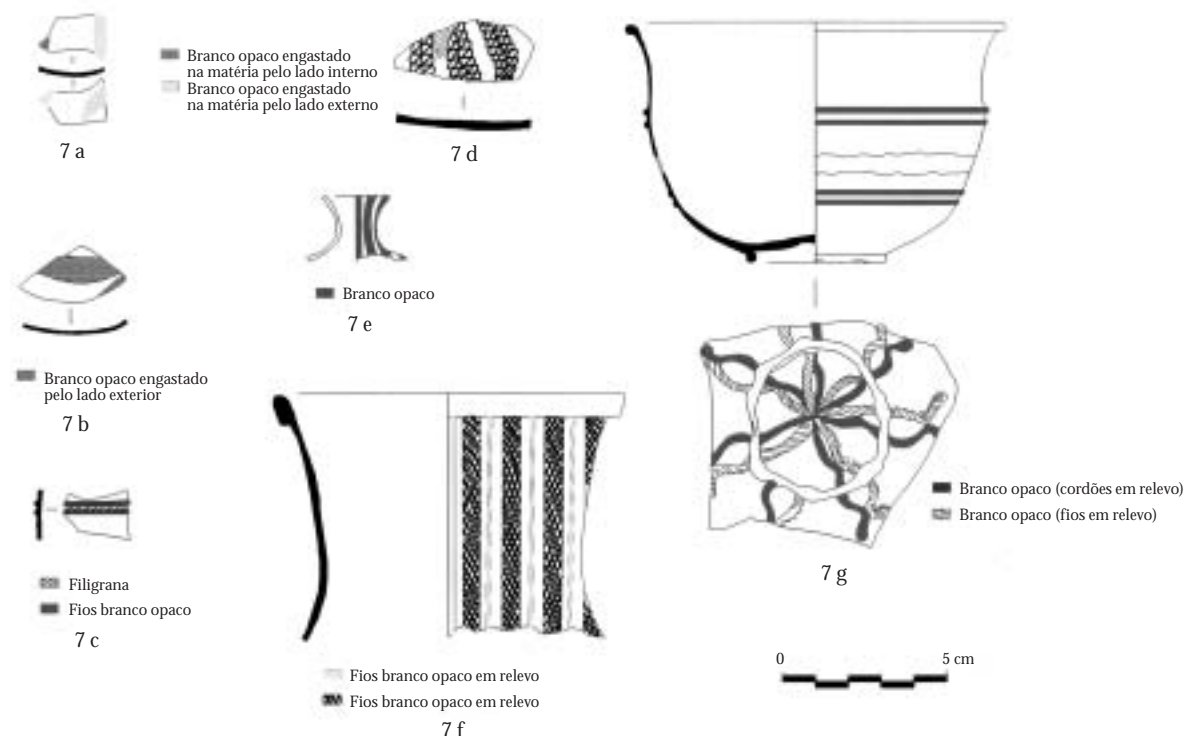 Branco opaco engastado
na matéria pelo lado interno
Branco opaco engastado
na matéria pelo lado externo
7 a
7 d
Branco opaco
7 e
Branco opaco engastado
pelo lado exterior
7 b
Filigrana
Fios branco opaco
7 c
Fios branco opaco em relevo
Fios branco opaco em relevo
7 f
Branco opaco (cordões em relevo)
Branco opaco (fios em relevo)
7 g
0 5 cm